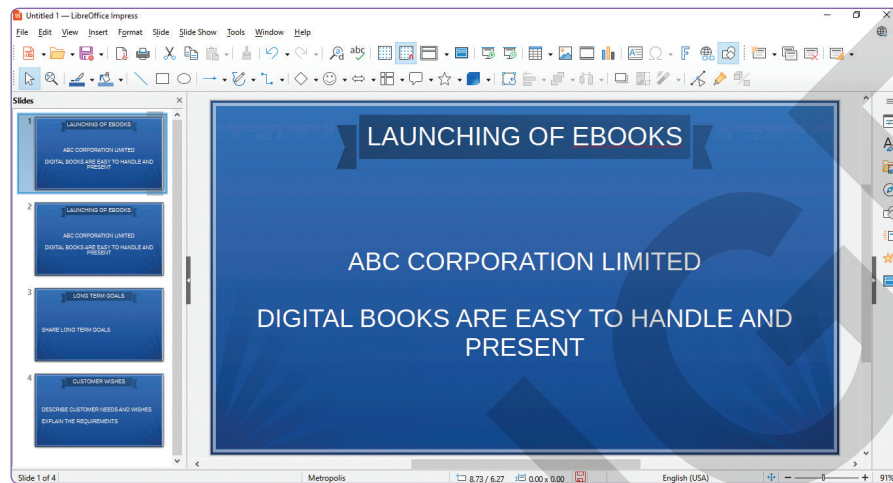 Untitled 1 — LibreOffice Impress
File Edit View Insert Format Slide Slide Show Tools Window Help
Slides
1
LAUNCHING OF EBOOKS
ABC CORPORATION LIMITED
DIGITAL BOOKS ARE EASY TO HANDLE AND
PRESENT
2
LAUNCHING OF EBOOKS
ABC CORPORATION LIMITED
DIGITAL BOOKS ARE EASY TO HANDLE AND
PRESENT
3
LONG TERM GOALS
SHARE LONG TERM GOALS
4
CUSTOMER WISHES
DESCRIBE CUSTOMER NEEDS AND WISHES
EXPLAIN THE REQUIREMENTS
LAUNCHING OF EBOOKS
ABC CORPORATION LIMITED
DIGITAL BOOKS ARE EASY TO HANDLE AND
PRESENT
Slide 1 of 4 Metropolis 8.73 / 6.27 0.00 x 0.00 English (USA) 91%